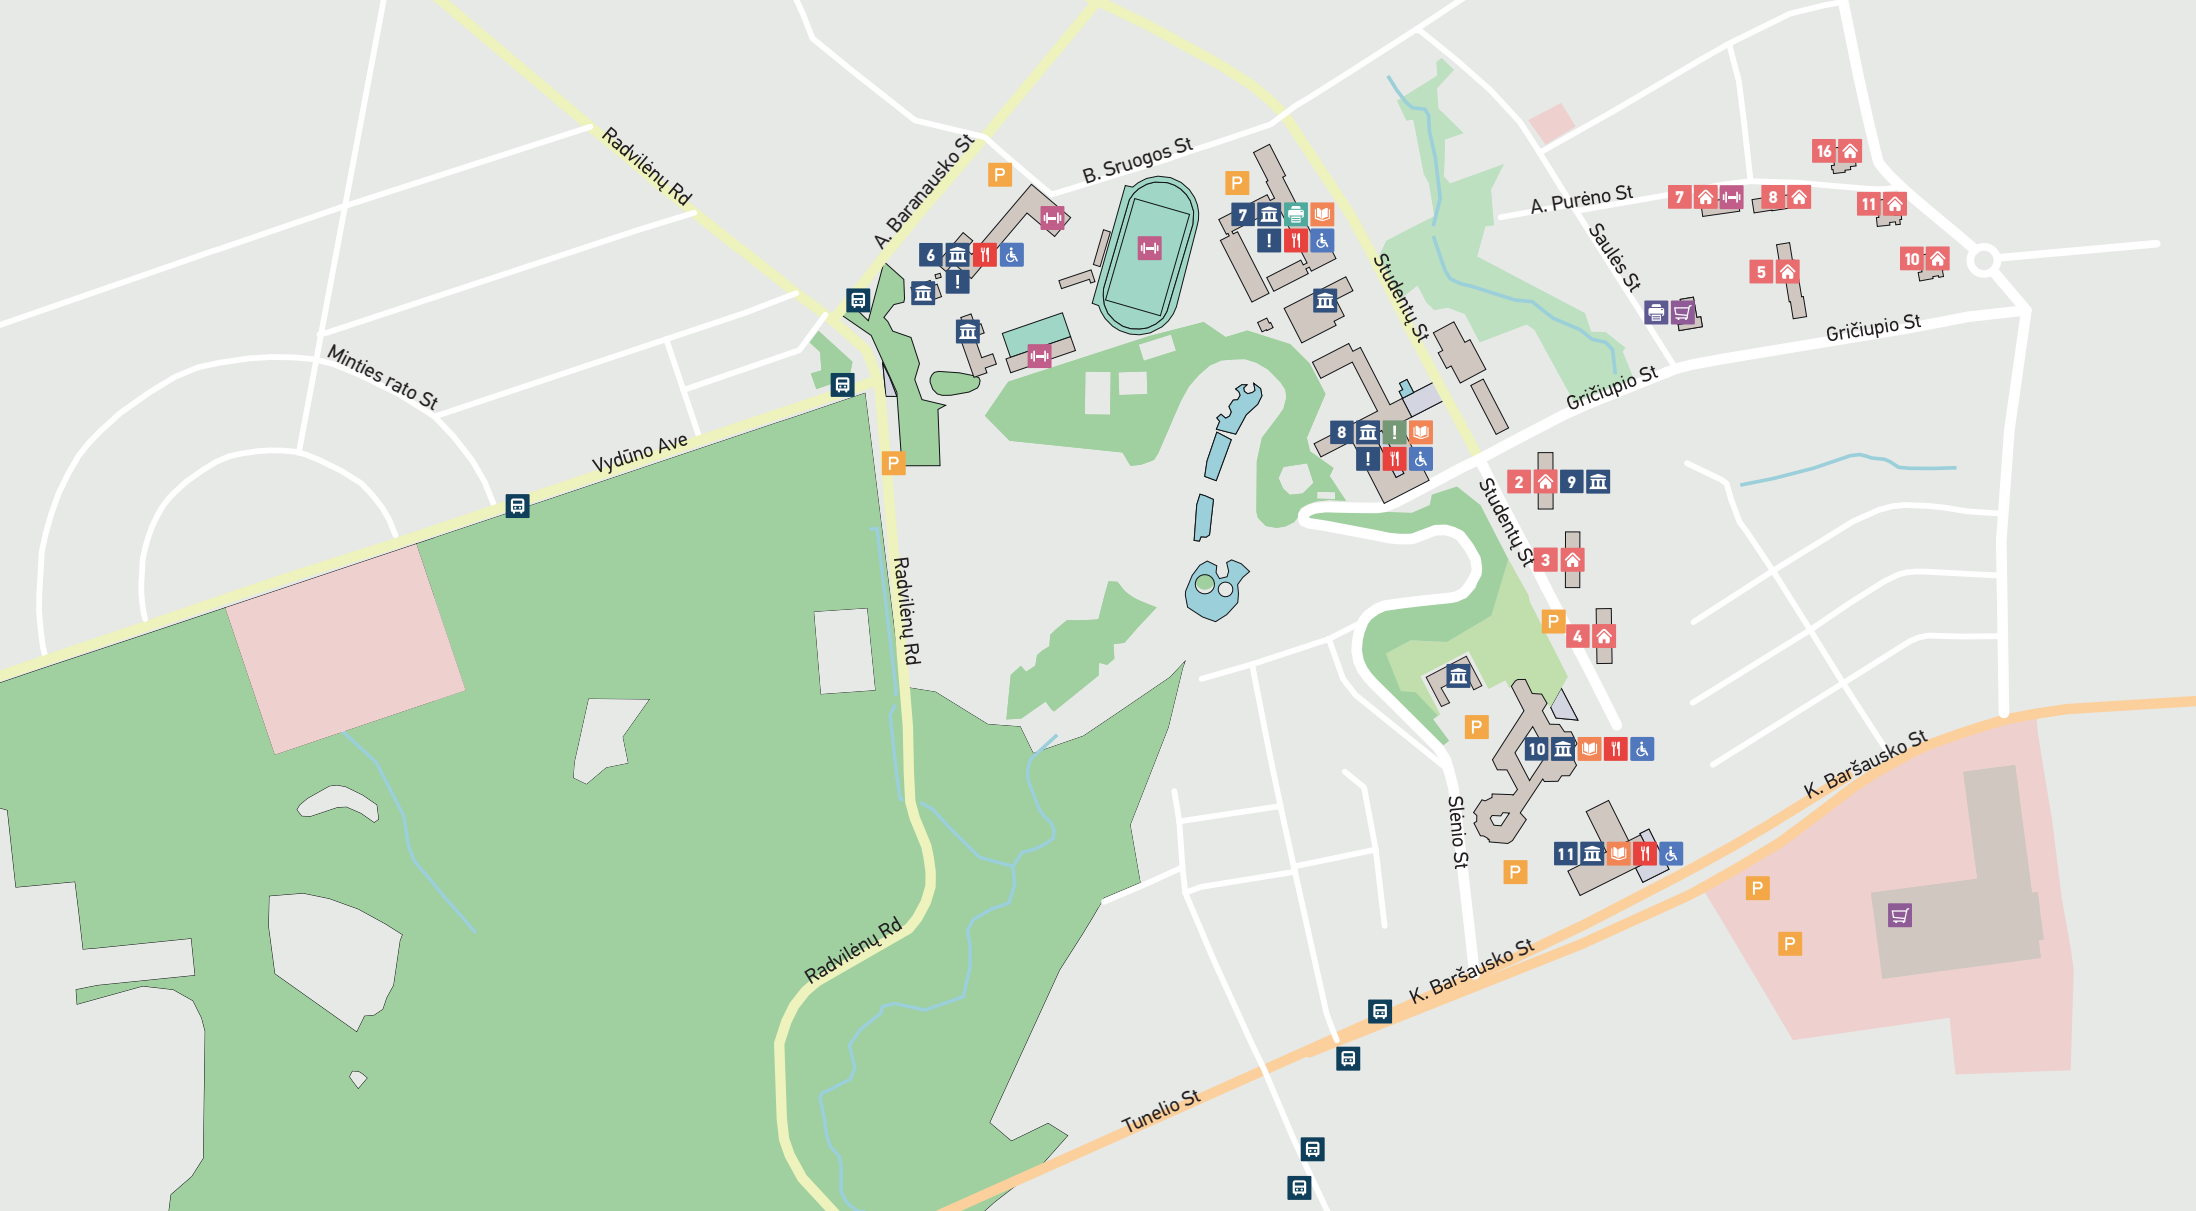 Radvilėnų Rd
A. Baranausko St
B. Sruogos St
P
P
16
A. Purėno St
7
8
11
7
!
6
!
Studentų St
Saulės St
5
10
Gričiupio St
Minties rato St
Gričiupio St
Vydūno Ave
P
8
!
!
2
9
Studentų St
3
Radvilėnų Rd
P
4
P
10
K. Baršausko St
Slėnio St
11
P
P
Radvilėnų Rd
P
K. Baršausko St
Tunelio St